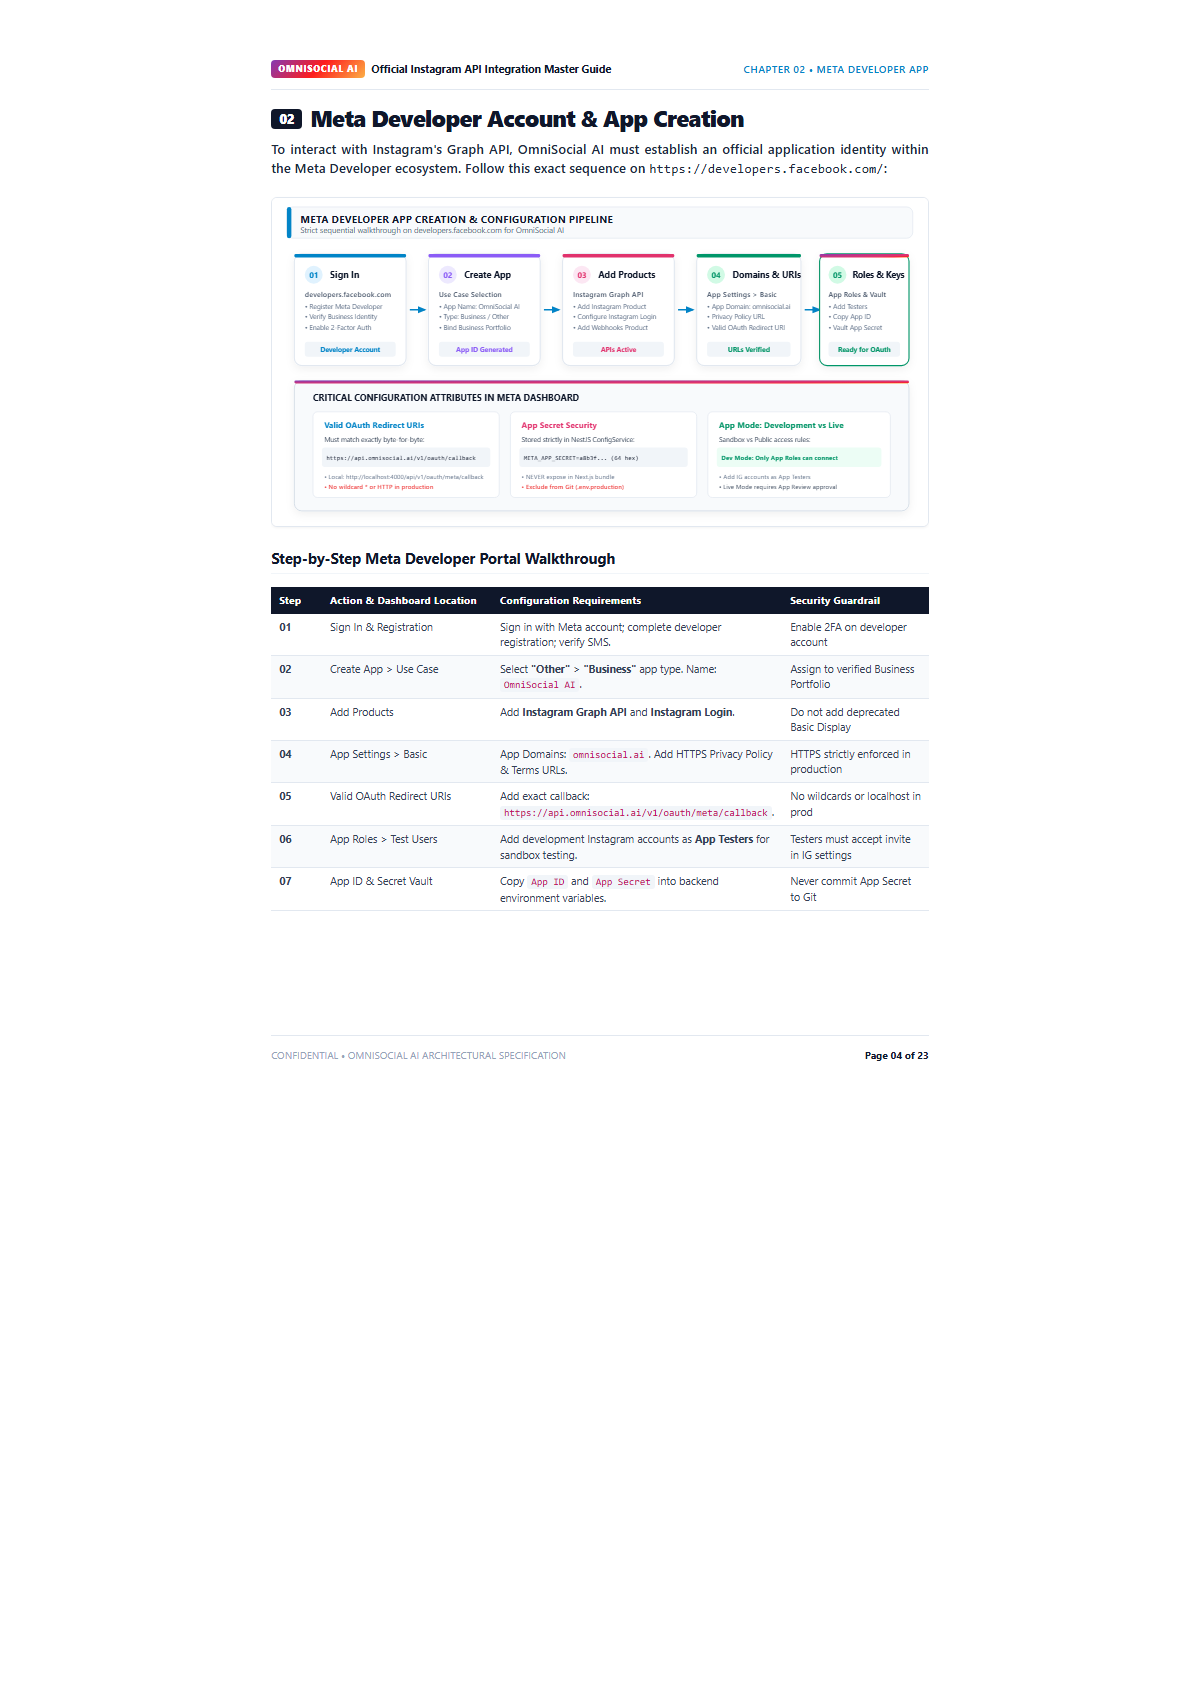 OMNISOCIAL AI Official Instagram API Integration Master Guide CHAPTER 02 • META DEVELOPER APP
02 Meta Developer Account & App Creation
To interact with Instagram's Graph API, OmniSocial AI must establish an official application identity within
the Meta Developer ecosystem. Follow this exact sequence on https://developers.facebook.com/:
META DEVELOPER APP CREATION & CONFIGURATION PIPELINE
Strict sequential walkthrough on developers.facebook.com for OmniSocial AI
01 Sign In
developers.facebook.com
• Register Meta Developer
• Verify Business Identity
• Enable 2-Factor Auth
Developer Account
02 Create App
Use Case Selection
• App Name: OmniSocial AI
• Type: Business / Other
• Bind Business Portfolio
App ID Generated
03 Add Products
Instagram Graph API
• Add Instagram Product
• Configure Instagram Login
• Add Webhooks Product
APIs Active
04 Domains & URIs
App Settings > Basic
• App Domain: omnisocial.ai
• Privacy Policy URL
• Valid OAuth Redirect URI
URLs Verified
05 Roles & Keys
App Roles & Vault
• Add Testers
• Copy App ID
• Vault App Secret
Ready for OAuth
CRITICAL CONFIGURATION ATTRIBUTES IN META DASHBOARD
Valid OAuth Redirect URIs
Must match exactly byte-for-byte:
https://api.omnisocial.ai/v1/oauth/callback
• Local: http://localhost:4000/api/v1/oauth/meta/callback
• No wildcard * or HTTP in production
App Secret Security
Stored strictly in NestJS ConfigService:
META_APP_SECRET=a8b3f... (64 hex)
• NEVER expose in Next.js bundle
• Exclude from Git (.env.production)
App Mode: Development vs Live
Sandbox vs Public access rules:
Dev Mode: Only App Roles can connect
• Add IG accounts as App Testers
• Live Mode requires App Review approval
Step-by-Step Meta Developer Portal Walkthrough
Step Action & Dashboard Location Configuration Requirements Security Guardrail
01 Sign In & Registration Sign in with Meta account; complete developer Enable 2FA on developer
registration; verify SMS. account
02 Create App > Use Case Select "Other" > "Business" app type. Name: Assign to verified Business
OmniSocial AI. Portfolio
03 Add Products Add Instagram Graph API and Instagram Login. Do not add deprecated
Basic Display
04 App Settings > Basic App Domains: omnisocial.ai. Add HTTPS Privacy Policy HTTPS strictly enforced in
& Terms URLs. production
05 Valid OAuth Redirect URIs Add exact callback: No wildcards or localhost in
https://api.omnisocial.ai/v1/oauth/meta/callback. prod
06 App Roles > Test Users Add development Instagram accounts as App Testers for Testers must accept invite
sandbox testing. in IG settings
07 App ID & Secret Vault Copy App ID and App Secret into backend Never commit App Secret
environment variables. to Git
CONFIDENTIAL • OMNISOCIAL AI ARCHITECTURAL SPECIFICATION Page 04 of 23